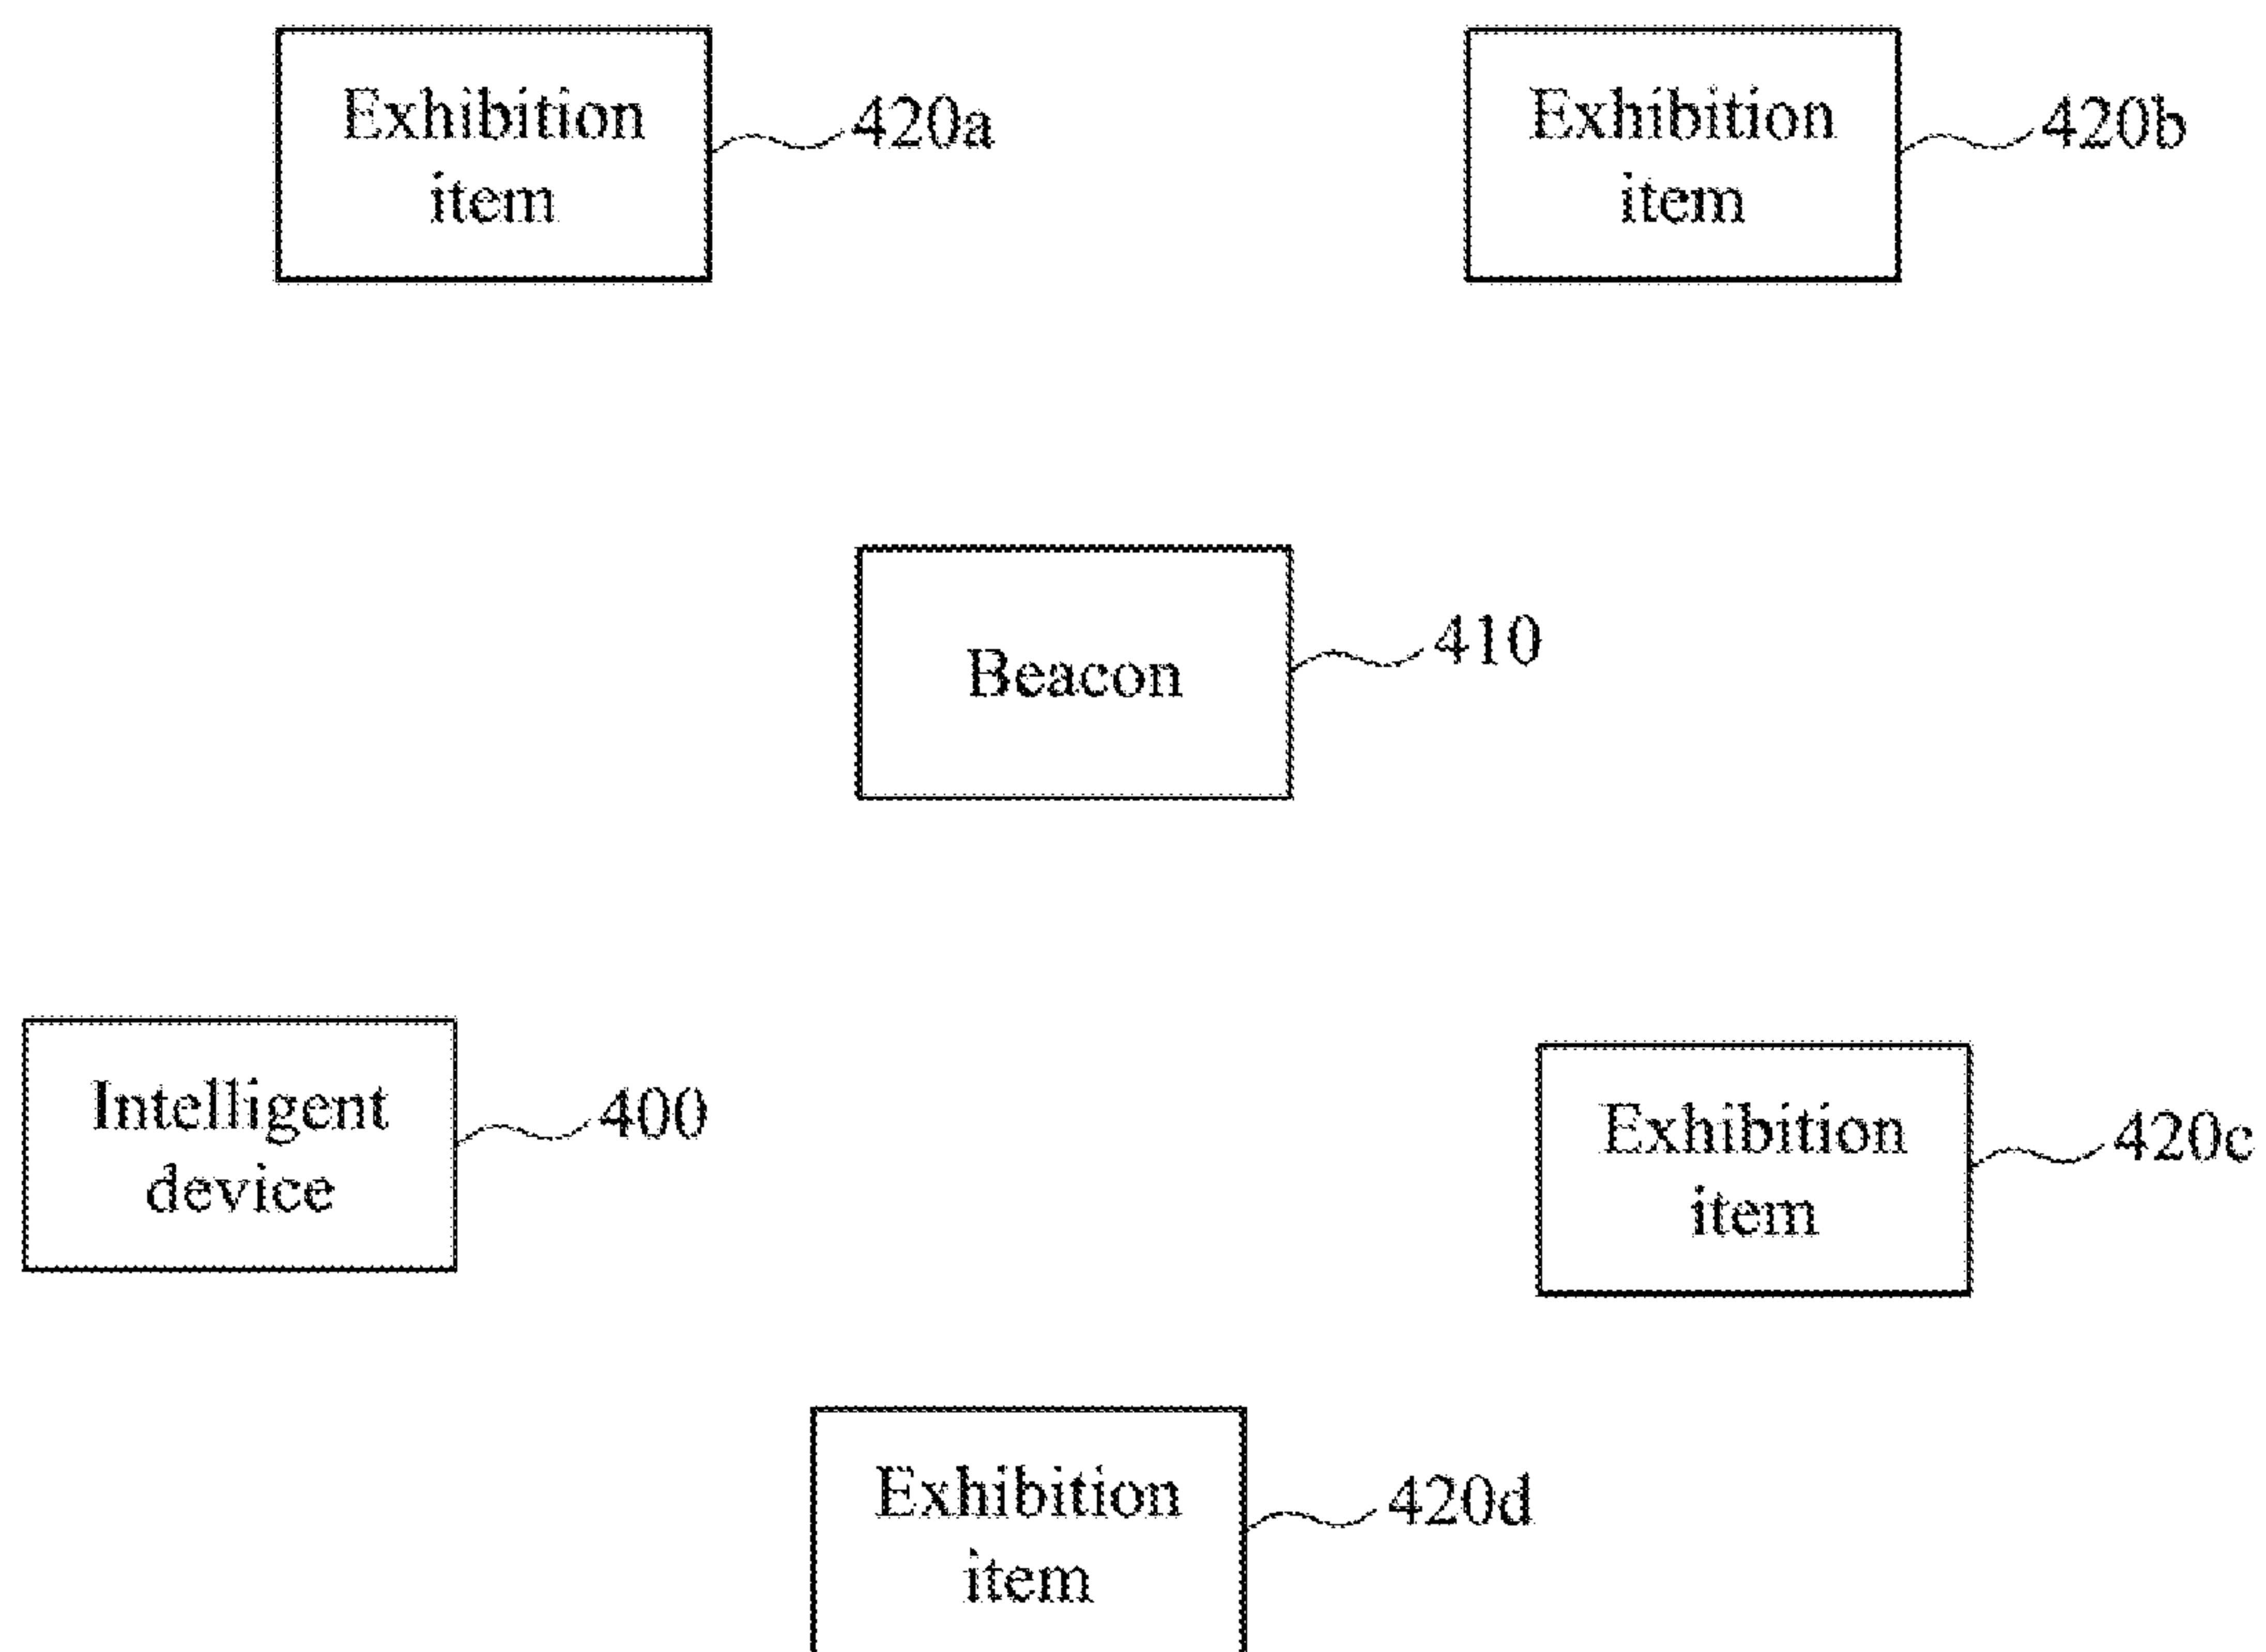 Exhibition
item
420a
Exhibition
item
420b
Beacon
410
Intelligent
device
400
Exhibition
item
420c
Exhibition
item
420d